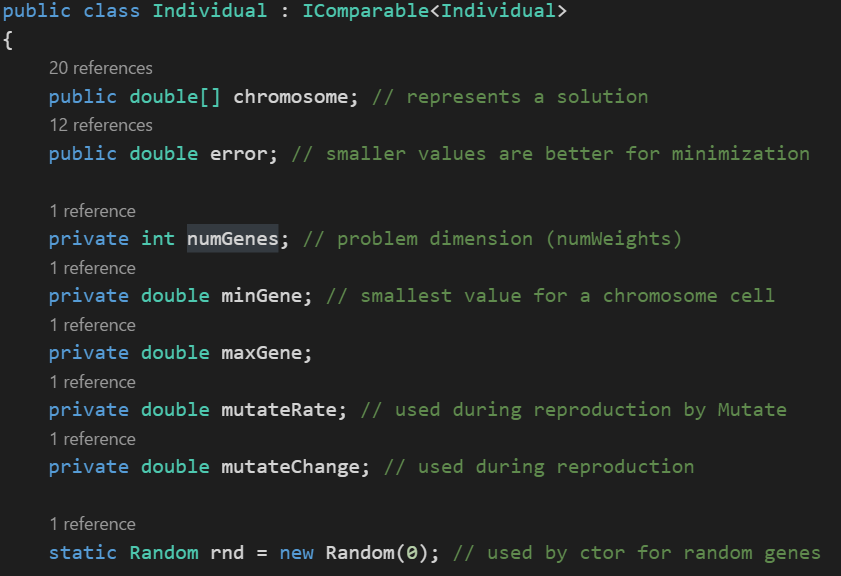 public class Individual : IComparable<Individual>
{
20 references
public double[] chromosome; // represents a solution
12 references
public double error; // smaller values are better for minimization
1 reference
private int numGenes; // problem dimension (numWeights)
1 reference
private double minGene; // smallest value for a chromosome cell
1 reference
private double maxGene;
1 reference
private double mutateRate; // used during reproduction by Mutate
1 reference
private double mutateChange; // used during reproduction
1 reference
static Random rnd = new Random(0); // used by ctor for random genes